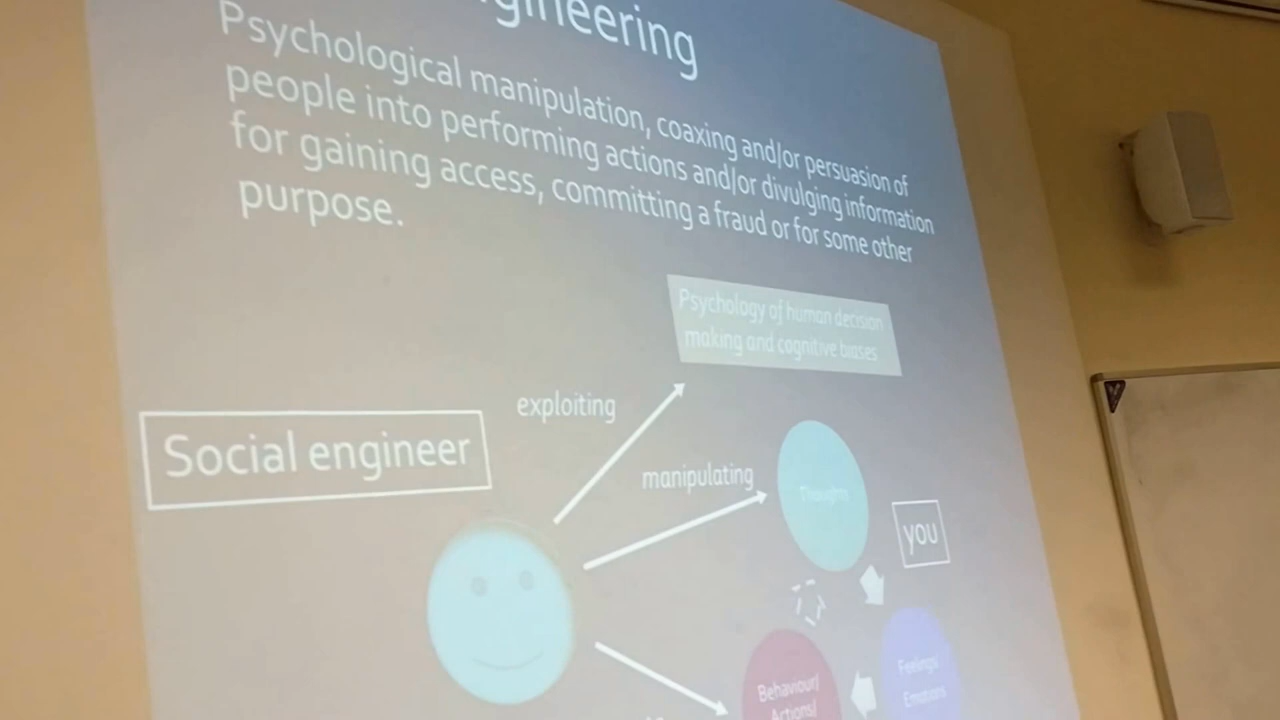 Psychological manipulation, coaxing and/or persuasion of
people into performing actions and/or divulging information
for gaining access, committing a fraud or for some other
purpose.
Psychology of human decision
making and cognitive biases
exploiting
Social engineer
manipulating
Thoughts
you
Feelings/
Emotions
Behaviour/
Actions/